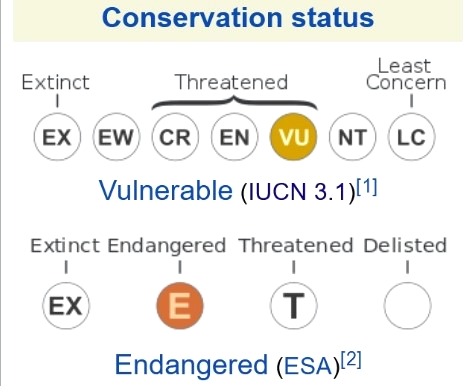 Conservation status
Extinct Threatened Least Concern
EX EW CR EN VU NT LC
Vulnerable (IUCN 3.1)[1]
Extinct Endangered Threatened Delisted
EX E T
Endangered (ESA)[2]